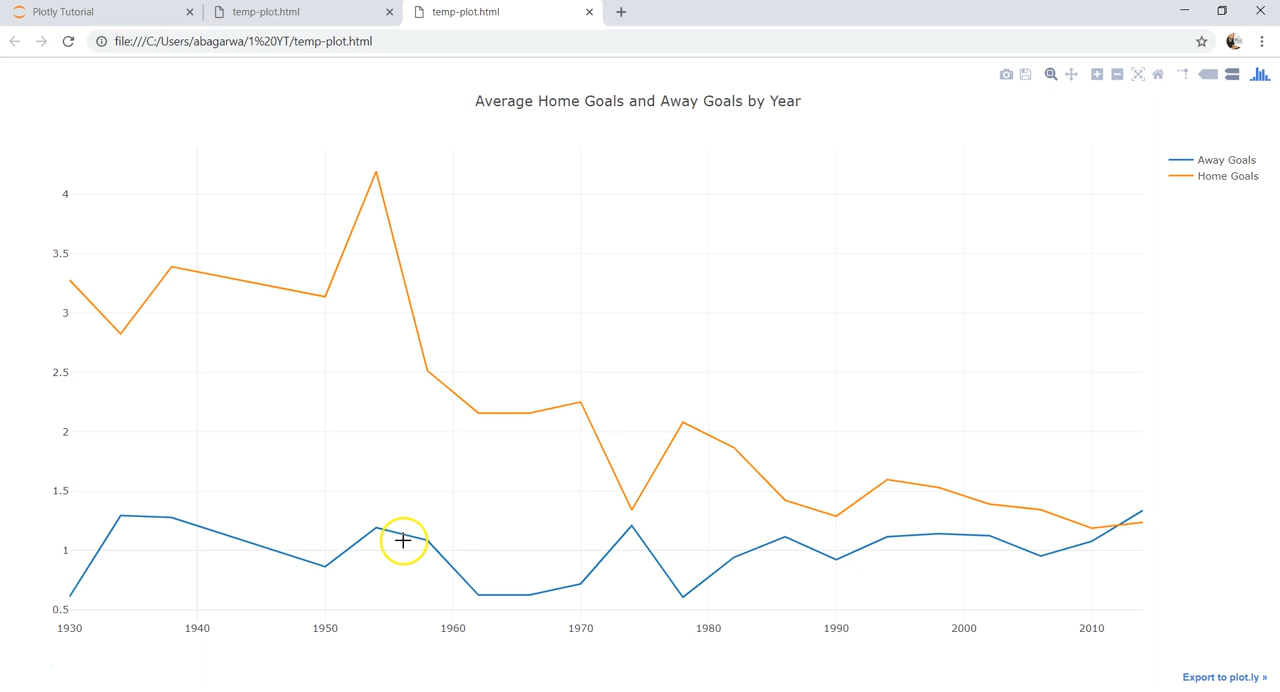 Plotly Tutorial
temp-plot.html
temp-plot.html
file:///C:/Users/abagarwa/1%20YT/temp-plot.html
Average Home Goals and Away Goals by Year
Away Goals
Home Goals
4
3.5
3
2.5
2
1.5
1
0.5
1930 1940 1950 1960 1970 1980 1990 2000 2010
Export to plot.ly »